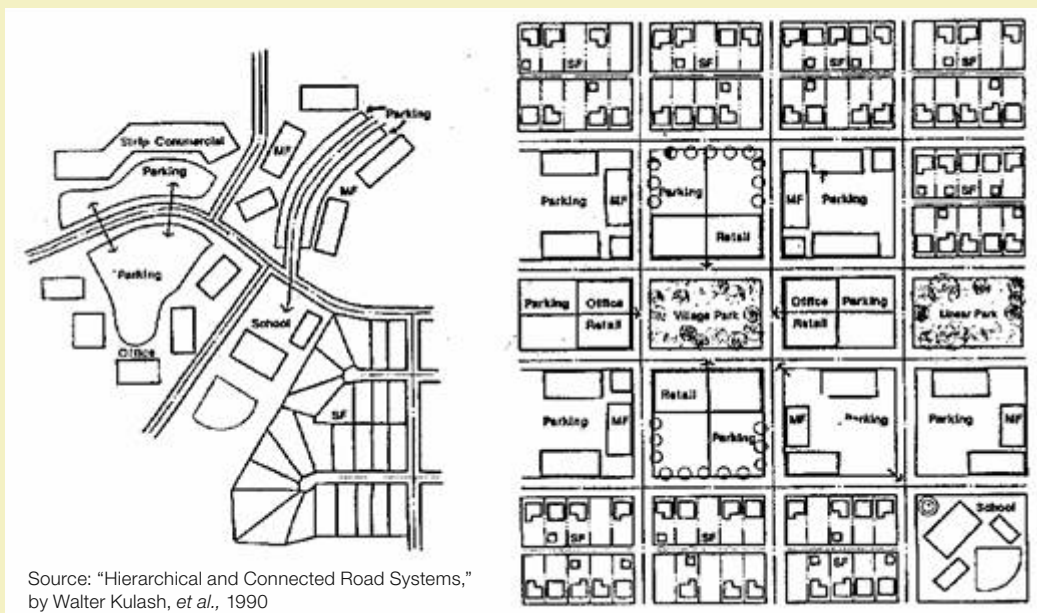 Strip Commercial
Parking
Parking
MF
MF
Parking
School
Office
SF
Source: “Hierarchical and Connected Road Systems,”
by Walter Kulash, et al., 1990
SF
SF
SF
SF
Parking
MF
Parking
Retail
MF
Parking
SF
Parking
Office
Retail
Village Park
Office
Parking
Retail
Linear Park
Parking
MF
Retail
Parking
MF
Parking
Parking
MF
SF
SF
SF
School